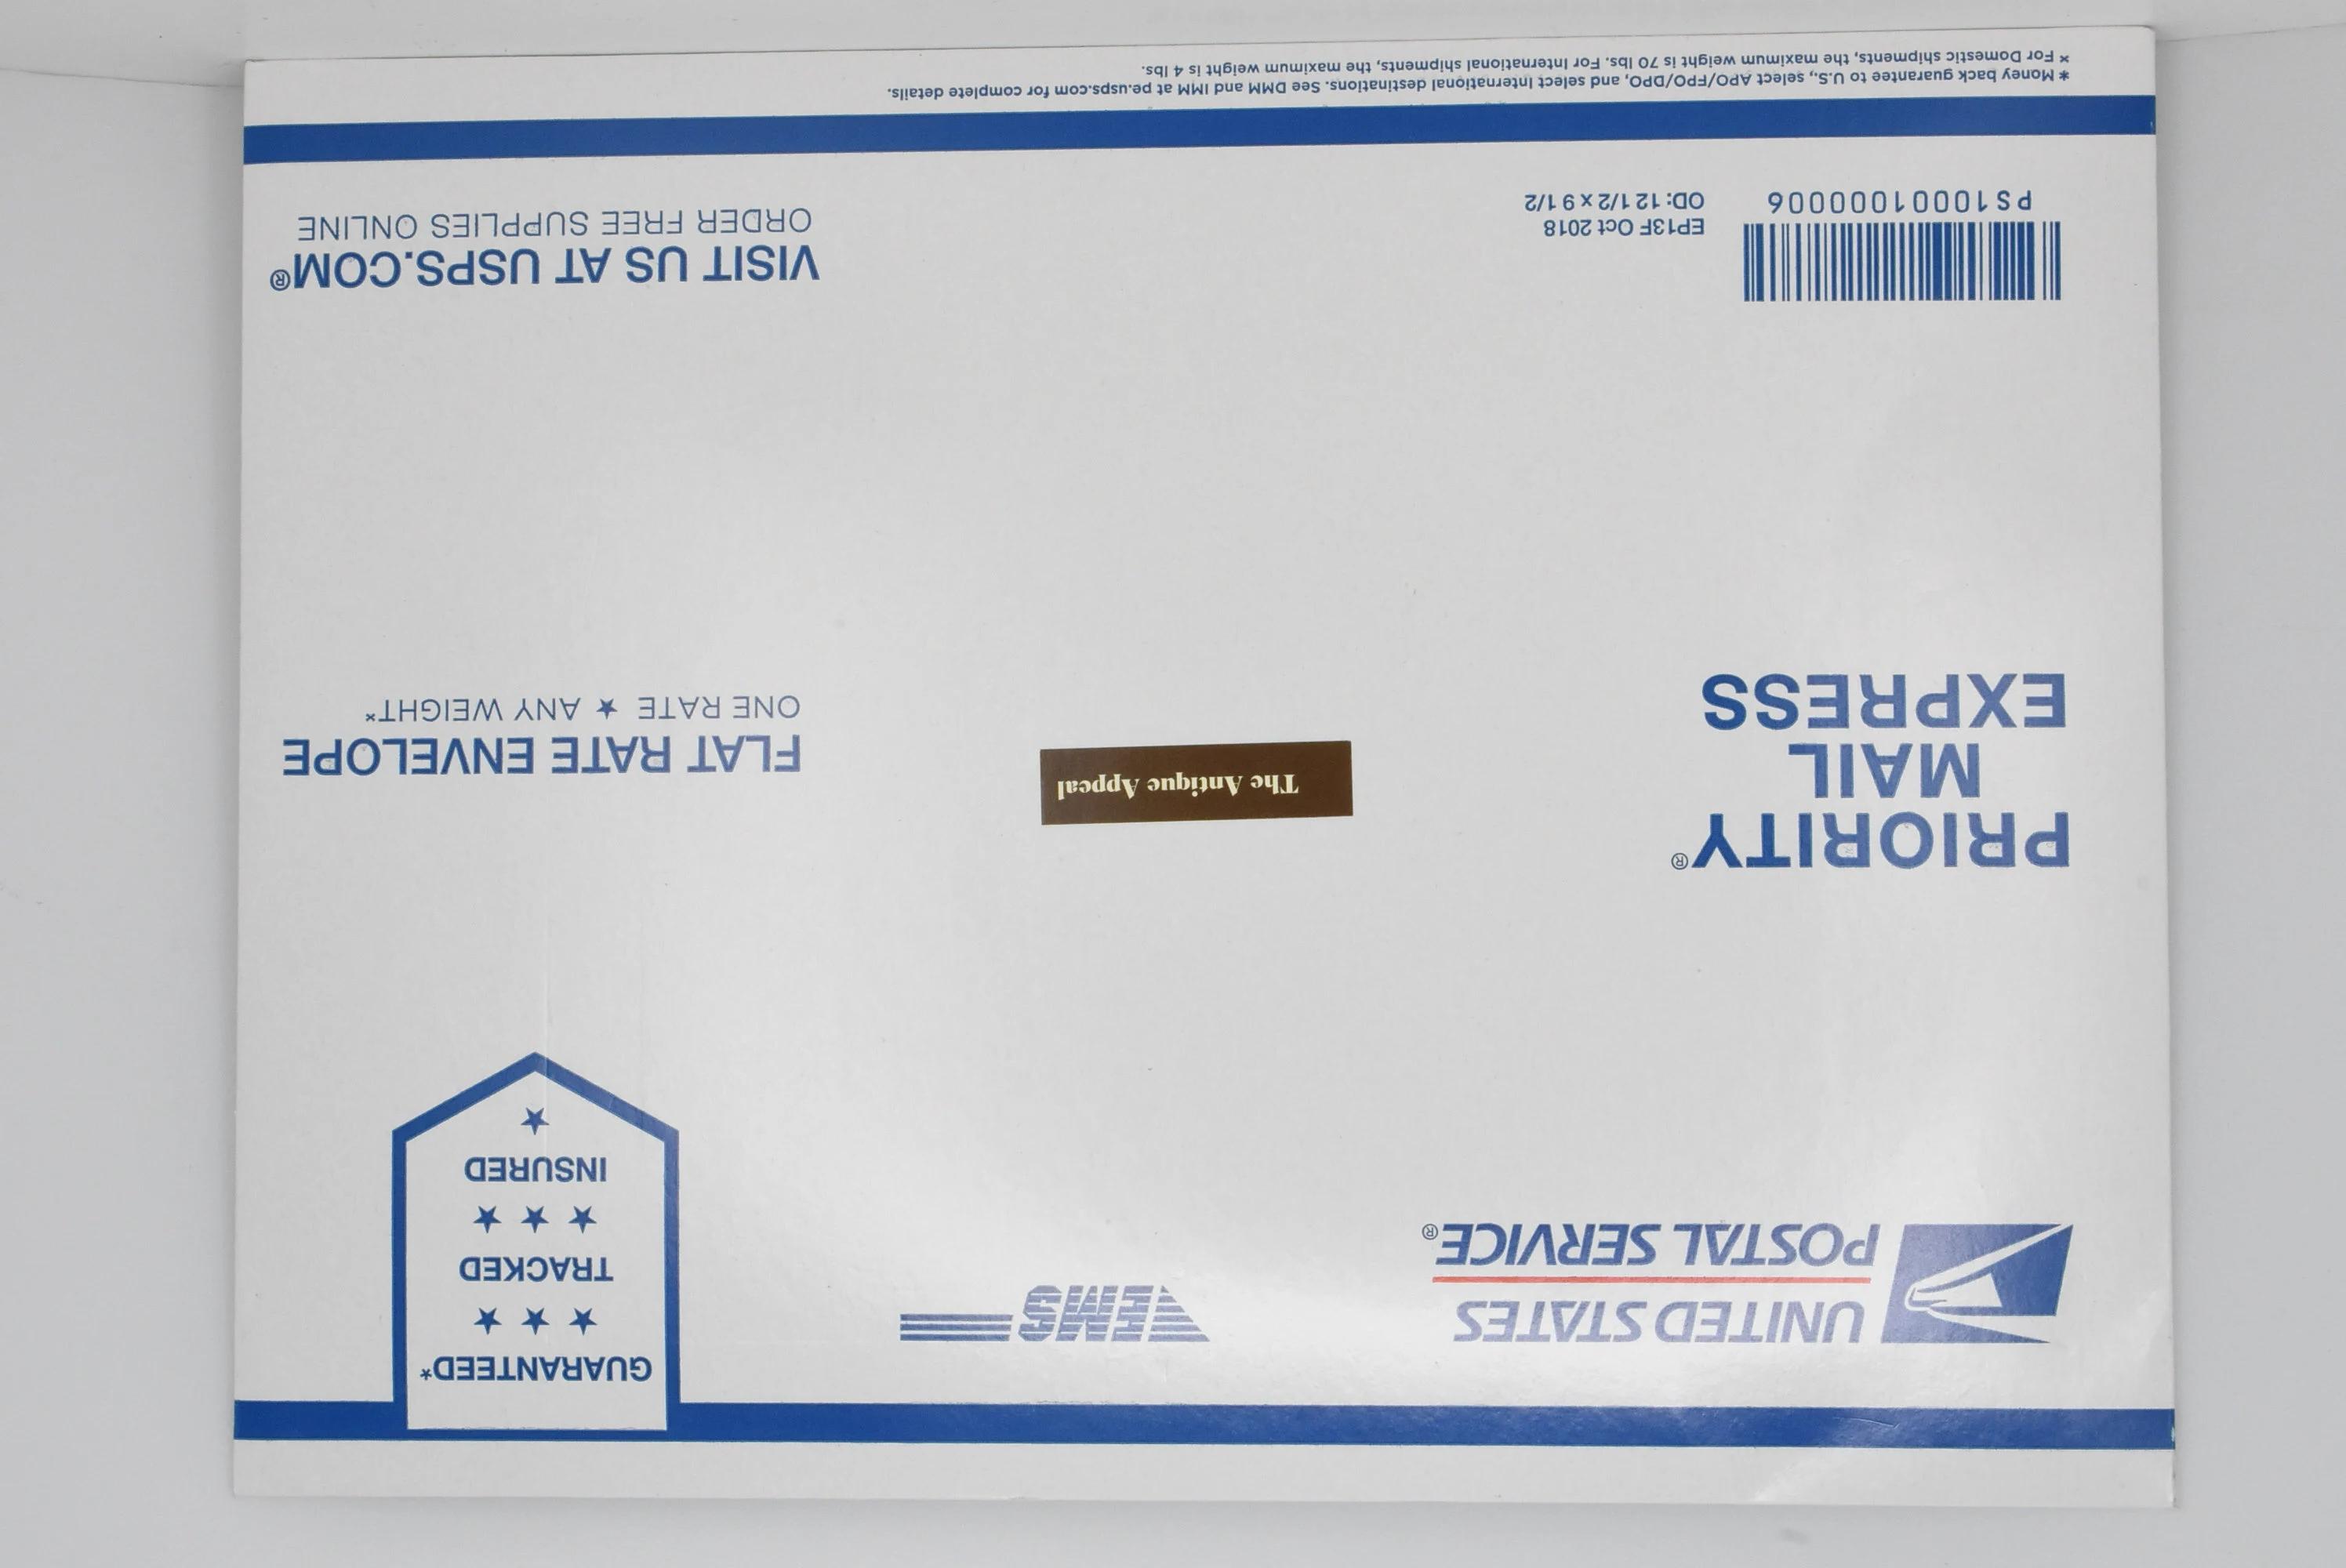 GUARANTEED*
TRACKED
INSURED
EMS
UNITED STATES
POSTAL SERVICE®
PRIORITY®
MAIL
EXPRESS
The Antique Appeal
FLAT RATE ENVELOPE
ONE RATE ★ ANY WEIGHT*
VISIT US AT USPS.COM®
ORDER FREE SUPPLIES ONLINE
PS10001000006
EP13F Oct 2018
OD: 12 1/2 x 9 1/2
* Money back guarantee to U.S., select APO/FPO/DPO, and select International destinations. See DMM and IMM at pe.usps.com for complete details.
× For Domestic shipments, the maximum weight is 70 lbs. For International shipments, the maximum weight is 4 lbs.